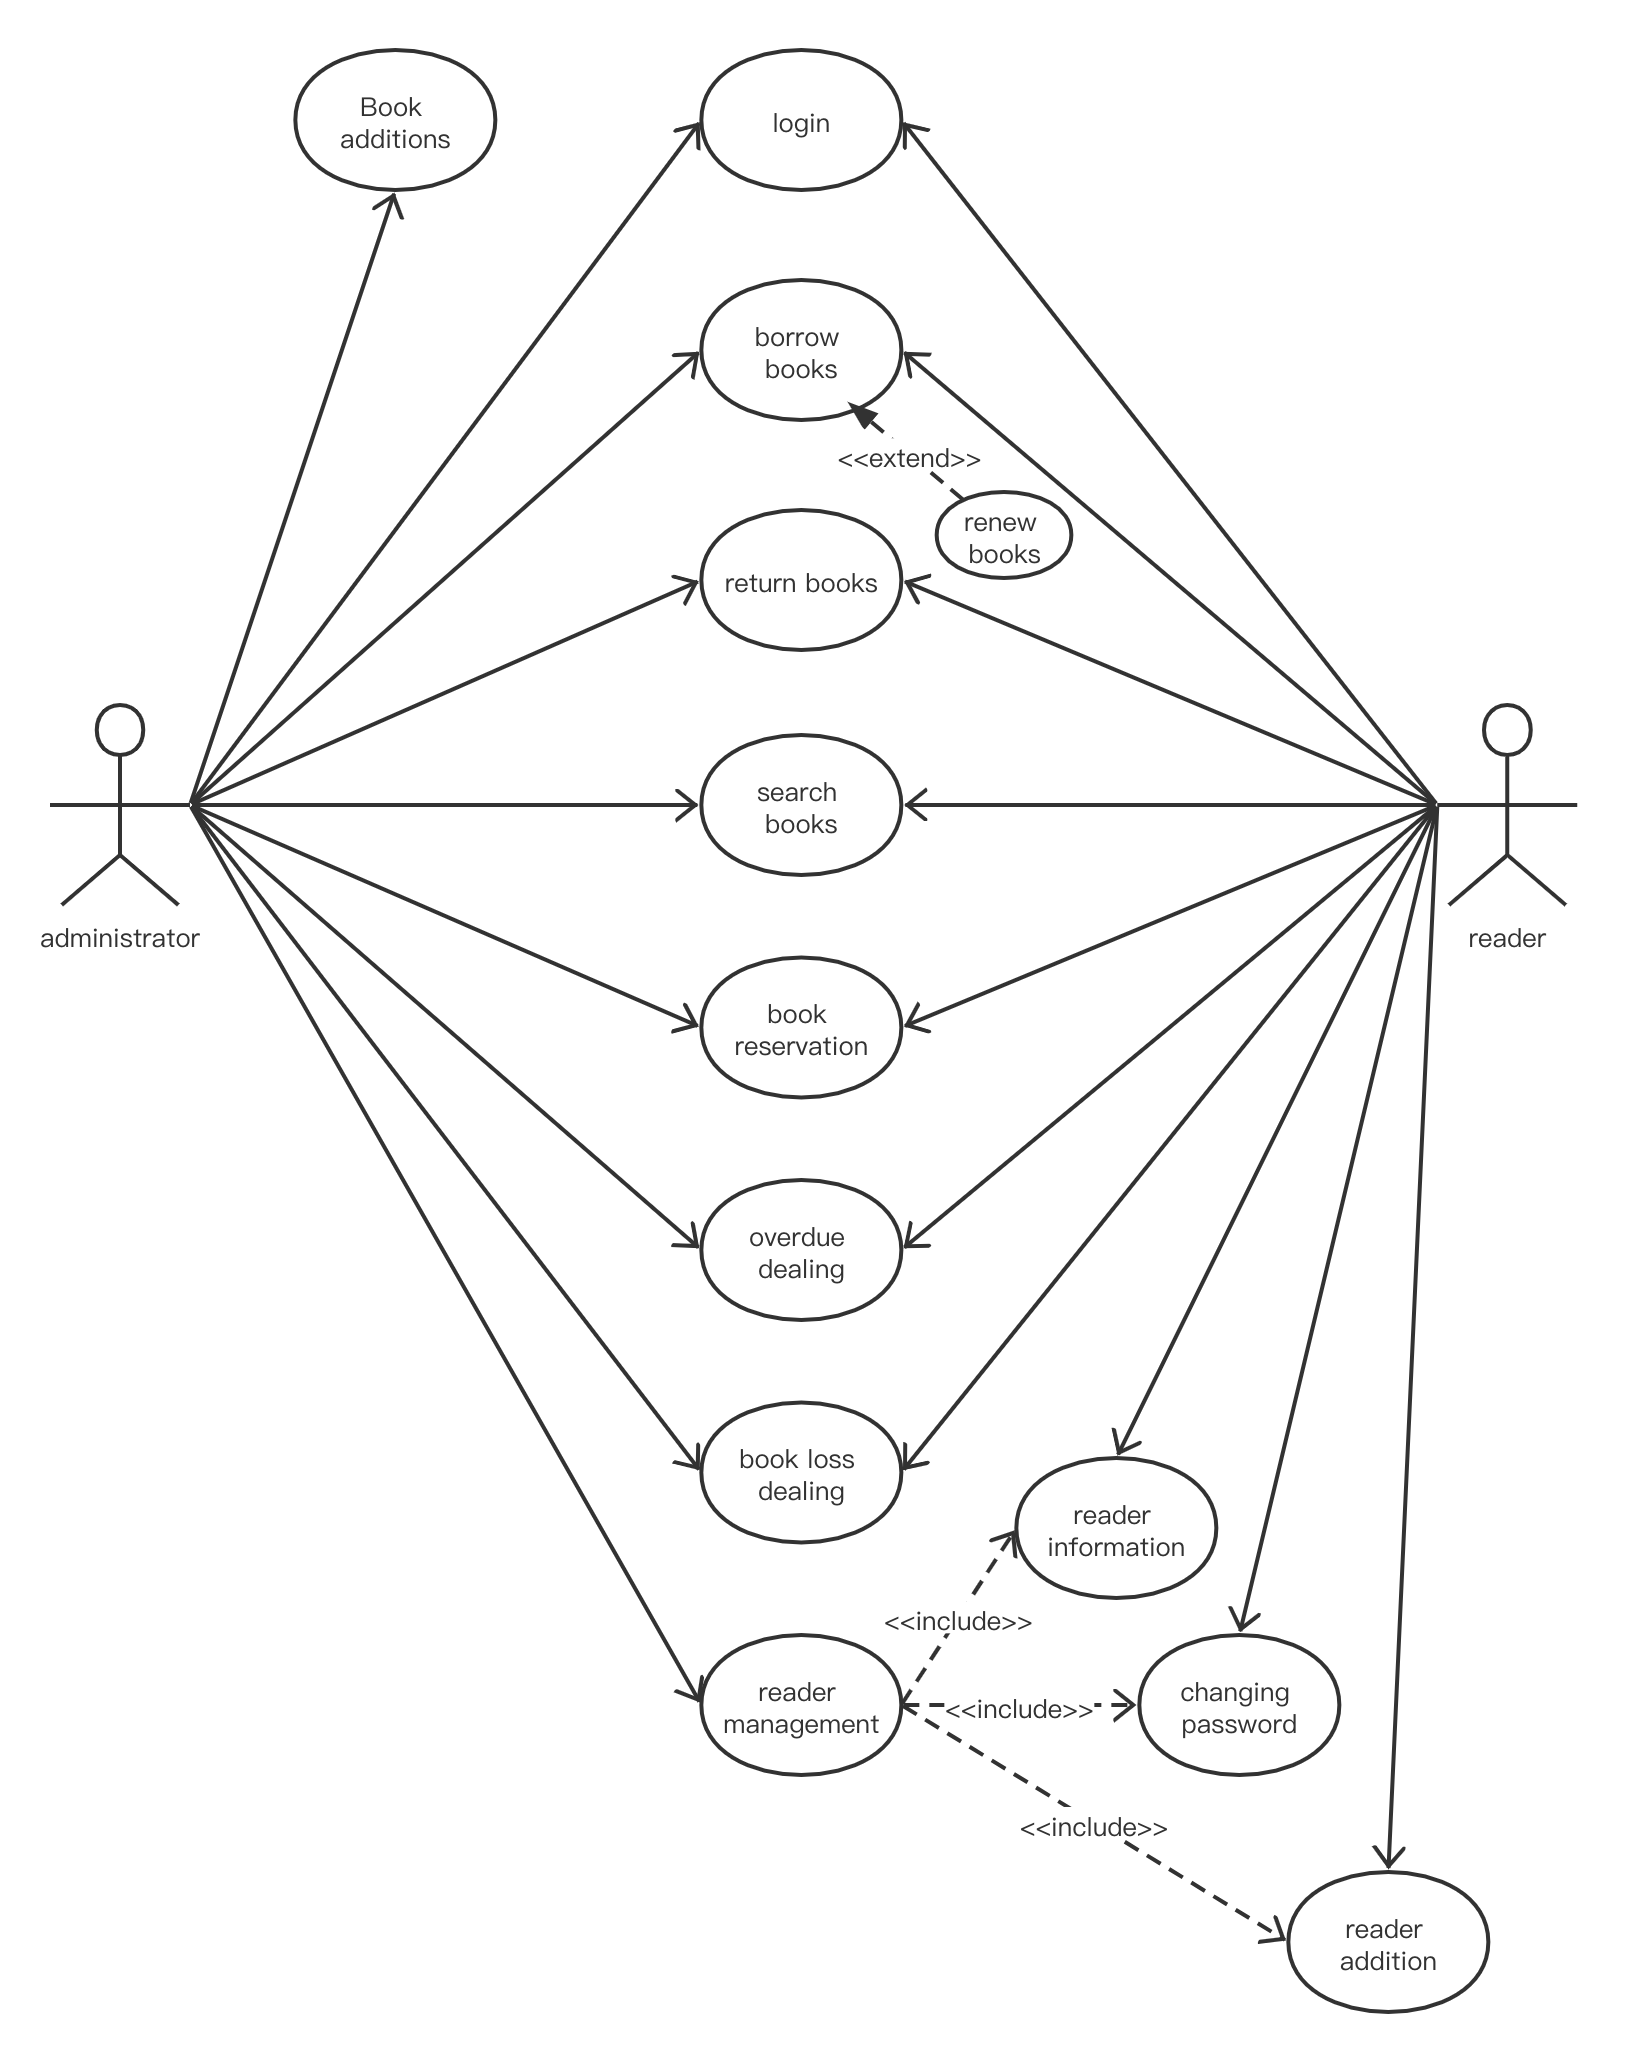 Book
additions
login
borrow
books
<<extend>>
renew
books
return books
search
books
administrator
reader
book
reservation
overdue
dealing
book loss
dealing
reader
information
<<include>>
reader
management
<<include>>
changing
password
<<include>>
reader
addition